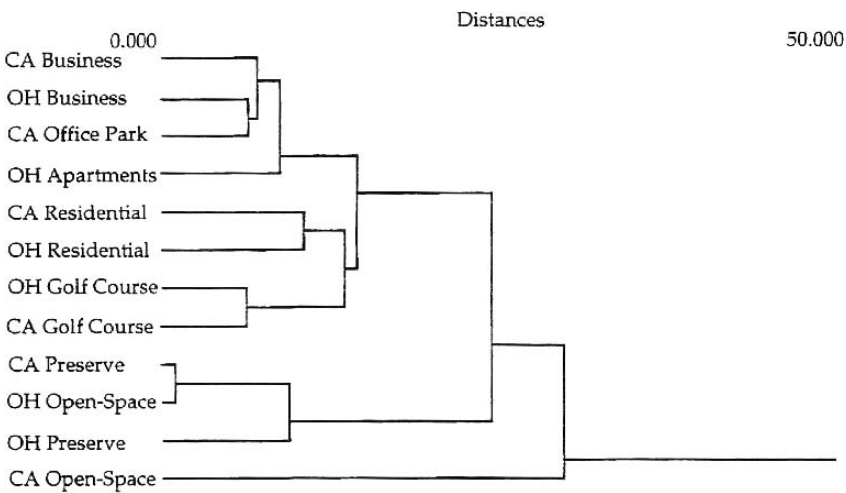 Distances
0.000 50.000
CA Business
OH Business
CA Office Park
OH Apartments
CA Residential
OH Residential
OH Golf Course
CA Golf Course
CA Preserve
OH Open-Space
OH Preserve
CA Open-Space